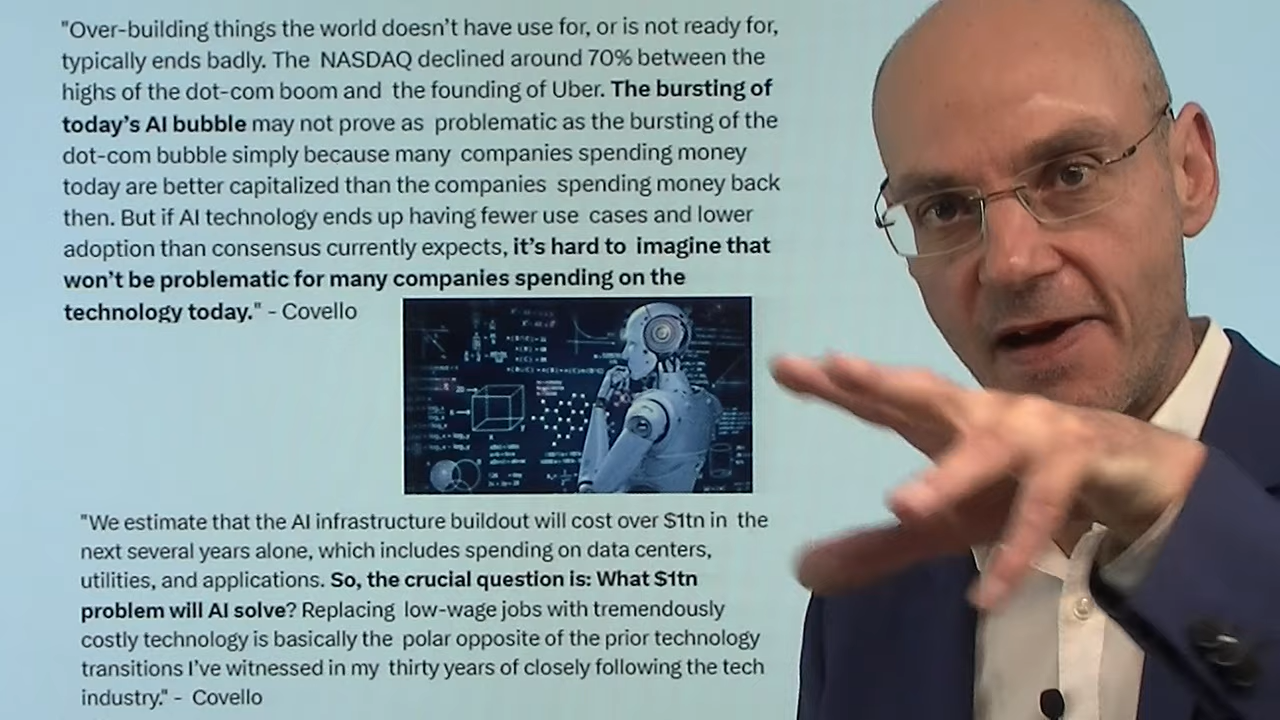 "Over-building things the world doesn't have use for, or is not ready for,
typically ends badly. The NASDAQ declined around 70% between the
highs of the dot-com boom and the founding of Uber. The bursting of
today's AI bubble may not prove as problematic as the bursting of the
dot-com bubble simply because many companies spending money
today are better capitalized than the companies spending money back
then. But if AI technology ends up having fewer use cases and lower
adoption than consensus currently expects, it's hard to imagine that
won't be problematic for many companies spending on the
technology today." - Covello
"We estimate that the AI infrastructure buildout will cost over $1tn in the
next several years alone, which includes spending on data centers,
utilities, and applications. So, the crucial question is: What $1tn
problem will AI solve? Replacing low-wage jobs with tremendously
costly technology is basically the polar opposite of the prior technology
transitions I've witnessed in my thirty years of closely following the tech
industry." - Covello